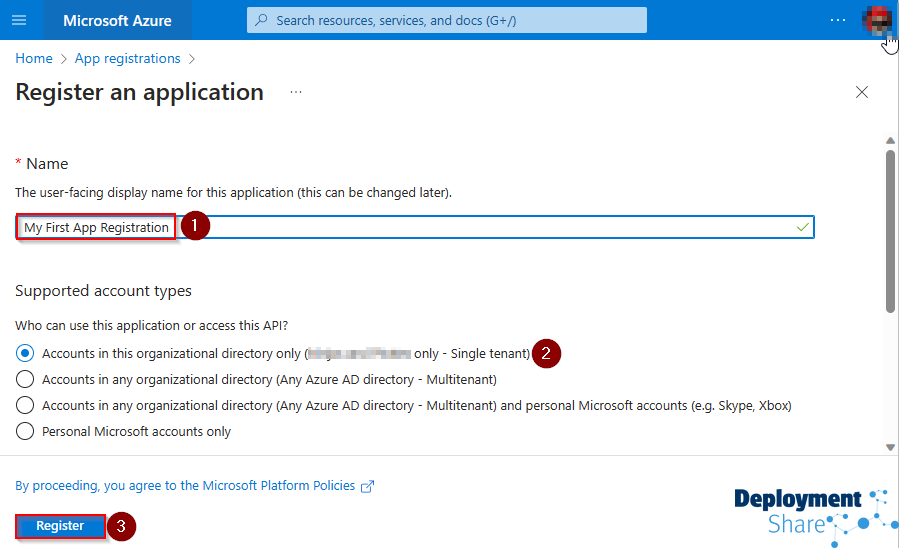 Microsoft Azure
Search resources, services, and docs (G+/)
...
Home > App registrations >
Register an application ...
* Name
The user-facing display name for this application (this can be changed later).
My First App Registration
1
Supported account types
Who can use this application or access this API?
Accounts in this organizational directory only ( only - Single tenant)
2
Accounts in any organizational directory (Any Azure AD directory - Multitenant)
Accounts in any organizational directory (Any Azure AD directory - Multitenant) and personal Microsoft accounts (e.g. Skype, Xbox)
Personal Microsoft accounts only
By proceeding, you agree to the Microsoft Platform Policies
Register
3
Deployment
Share